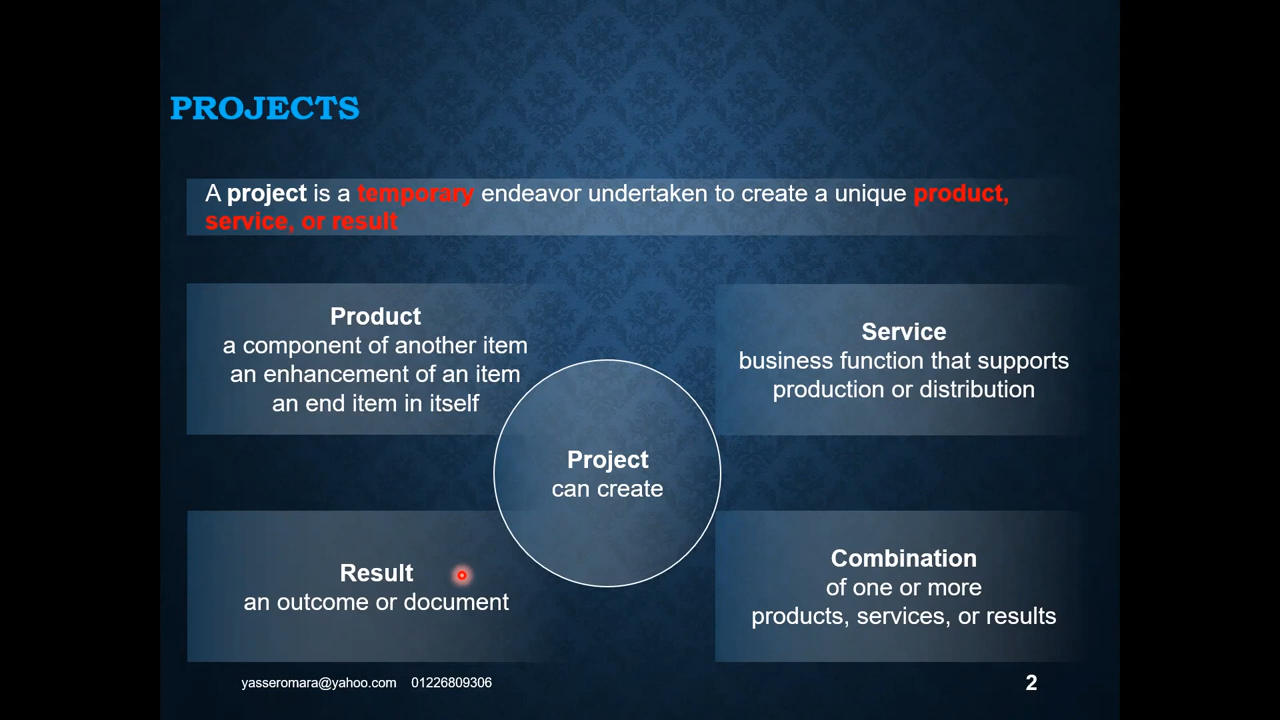 PROJECTS
A project is a temporary endeavor undertaken to create a unique product,
service, or result
Product
a component of another item
an enhancement of an item
an end item in itself
Service
business function that supports
production or distribution
Project
can create
Result
an outcome or document
Combination
of one or more
products, services, or results
yasseromara@yahoo.com 01226809306
2